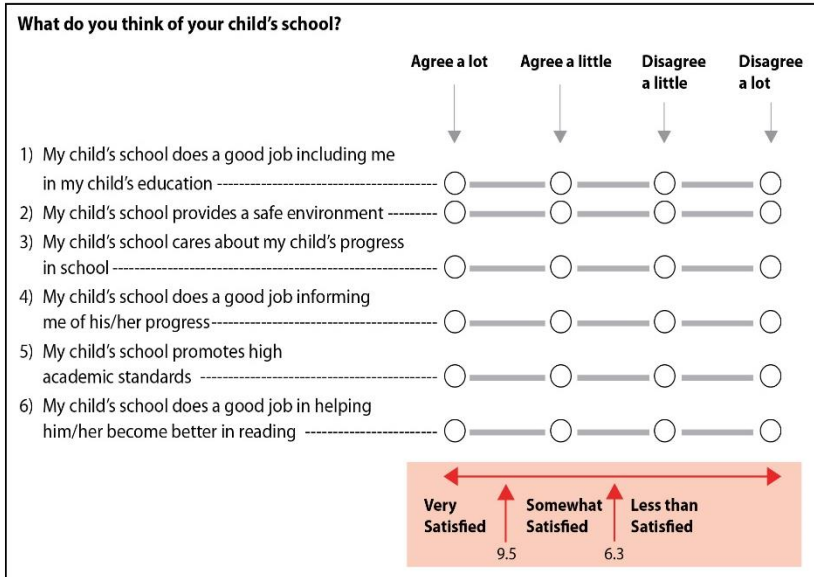 What do you think of your child's school?
Agree a lot Agree a little Disagree a little Disagree a lot
1) My child's school does a good job including me
in my child's education
2) My child's school provides a safe environment
3) My child's school cares about my child's progress
in school
4) My child's school does a good job informing
me of his/her progress
5) My child's school promotes high
academic standards
6) My child's school does a good job in helping
him/her become better in reading
Very Satisfied Somewhat Satisfied Less than Satisfied
9.5 6.3